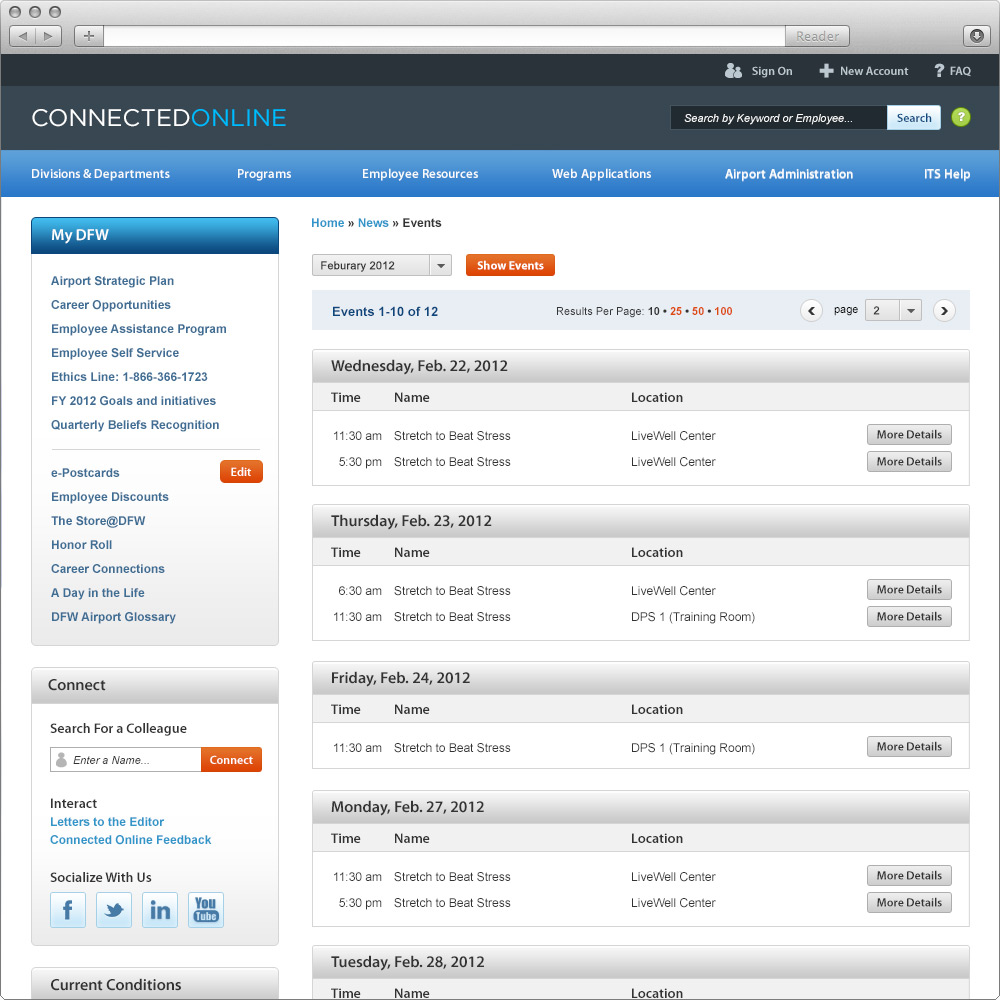 Reader
Sign On New Account ? FAQ
CONNECTEDONLINE
Search by Keyword or Employee... Search ?
Divisions & Departments Programs Employee Resources Web Applications Airport Administration ITS Help
My DFW
Airport Strategic Plan
Career Opportunities
Employee Assistance Program
Employee Self Service
Ethics Line: 1-866-366-1723
FY 2012 Goals and initiatives
Quarterly Beliefs Recognition
e-Postcards Edit
Employee Discounts
The Store@DFW
Honor Roll
Career Connections
A Day in the Life
DFW Airport Glossary
Connect
Search For a Colleague
Enter a Name... Connect
Interact
Letters to the Editor
Connected Online Feedback
Socialize With Us
f in You Tube
Current Conditions
Home » News » Events
Feburary 2012 Show Events
Events 1-10 of 12 Results Per Page: 10 • 25 • 50 • 100 page 2
Wednesday, Feb. 22, 2012
Time Name Location
11:30 am Stretch to Beat Stress LiveWell Center More Details
5:30 pm Stretch to Beat Stress LiveWell Center More Details
Thursday, Feb. 23, 2012
Time Name Location
6:30 am Stretch to Beat Stress LiveWell Center More Details
11:30 am Stretch to Beat Stress DPS 1 (Training Room) More Details
Friday, Feb. 24, 2012
Time Name Location
11:30 am Stretch to Beat Stress DPS 1 (Training Room) More Details
Monday, Feb. 27, 2012
Time Name Location
11:30 am Stretch to Beat Stress LiveWell Center More Details
5:30 pm Stretch to Beat Stress LiveWell Center More Details
Tuesday, Feb. 28, 2012
Time Name Location